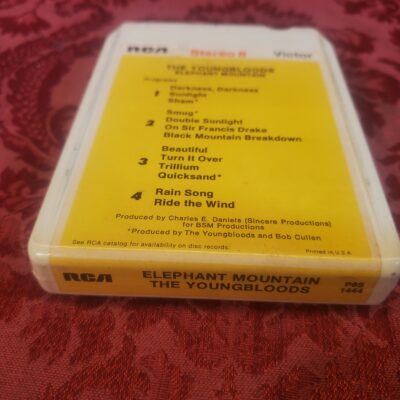 RCA Stereo 8 Victor
THE YOUNGBLOODS
ELEPHANT MOUNTAIN
Programs
1 Darkness, Darkness
Sunlight
Sham*
2 Smug*
Double Sunlight
On Sir Francis Drake
Black Mountain Breakdown
3 Beautiful
Turn It Over
Trillium
Quicksand*
4 Rain Song
Ride the Wind
Produced by Charles E. Daniels (Sincere Productions)
for BSM Productions
*Produced by The Youngbloods and Bob Cullen
See RCA catalog for availability on disc records.
Printed in U.S.A.
RCA ELEPHANT MOUNTAIN P8S
THE YOUNGBLOODS 1444